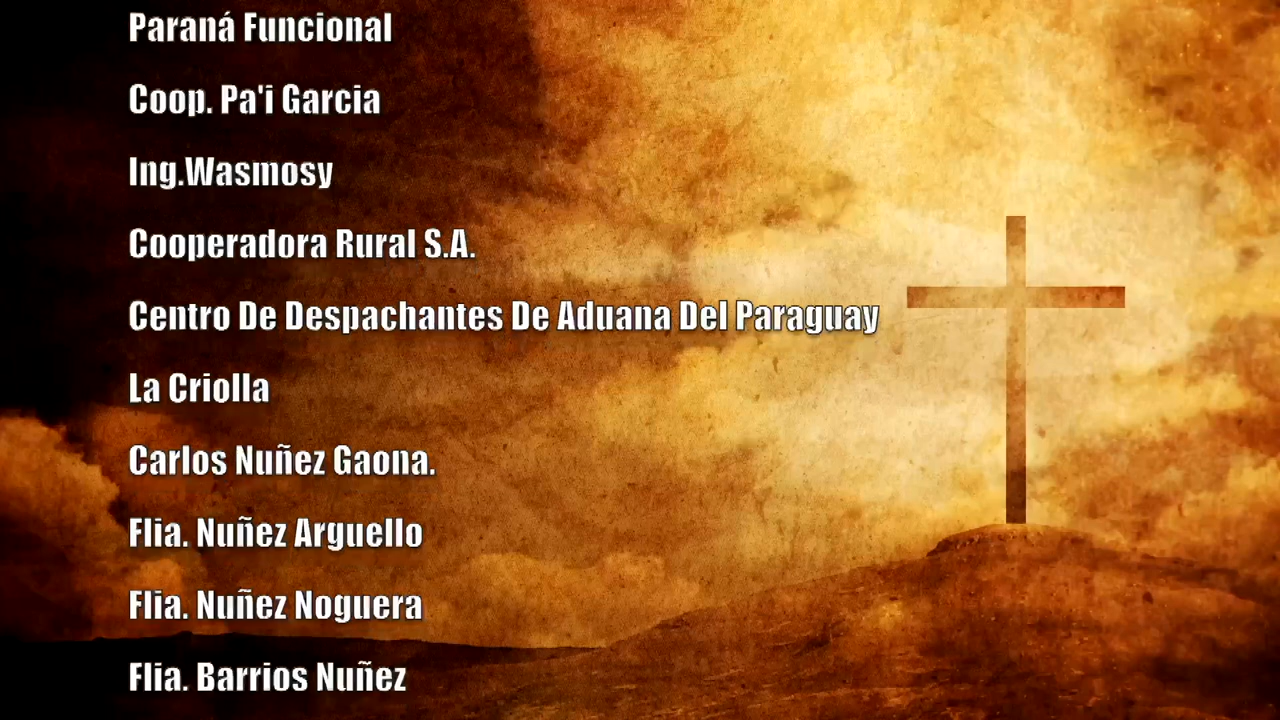 Paraná Funcional
Coop. Pa'i Garcia
Ing.Wasmosy
Cooperadora Rural S.A.
Centro De Despachantes De Aduana Del Paraguay
La Criolla
Carlos Nuñez Gaona.
Flia. Nuñez Arguello
Flia. Nuñez Noguera
Flia. Barrios Nuñez